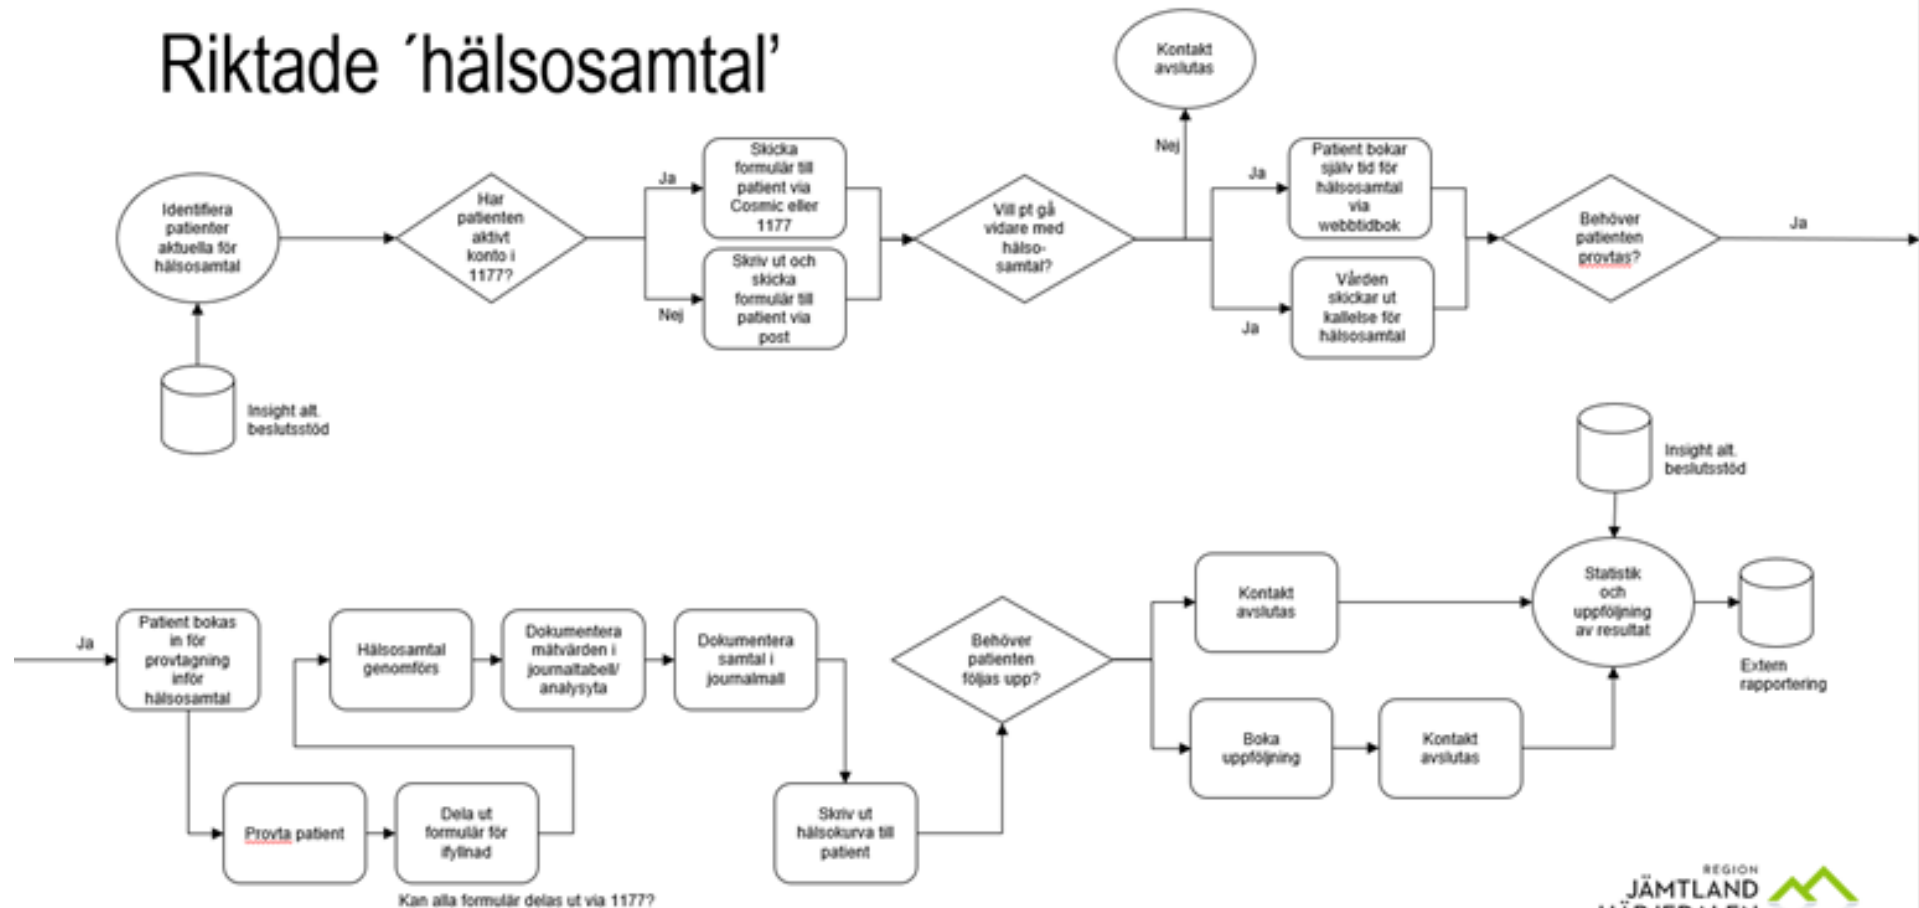 Riktade ´hälsosamtal’
Kontakt
avslutas
Nej
Identifiera
patienter
aktuella för
hälsosamtal
Har
patienten
aktivt
konto i
1177?
Ja
Skicka
formulär till
patient via
Cosmic eller
1177
Nej
Skriv ut och
skicka
formulär till
patient via
post
Vill pt gå
vidare med
hälso-
samtal?
Ja
Patient bokar
själv tid för
hälsosamtal
via
webbtidbok
Ja
Vården
skickar ut
kallelse för
hälsosamtal
Behöver
patienten
provtas?
Ja
Insight alt.
beslutsstöd
Insight alt.
beslutsstöd
Ja
Patient bokas
in för
provtagning
inför
hälsosamtal
Provta patient
Dela ut
formulär för
ifyllnad
Kan alla formulär delas ut via 1177?
Hälsosamtal
genomförs
Dokumentera
mätvärden i
journaltabell/
analysyta
Dokumentera
samtal i
journalmall
Skriv ut
hälsokurva till
patient
Behöver
patienten
följas upp?
Kontakt
avslutas
Boka
uppföljning
Kontakt
avslutas
Statistik
och
uppföljning
av resultat
Extern
rapportering
REGION
JÄMTLAND
HÄRJEDALEN